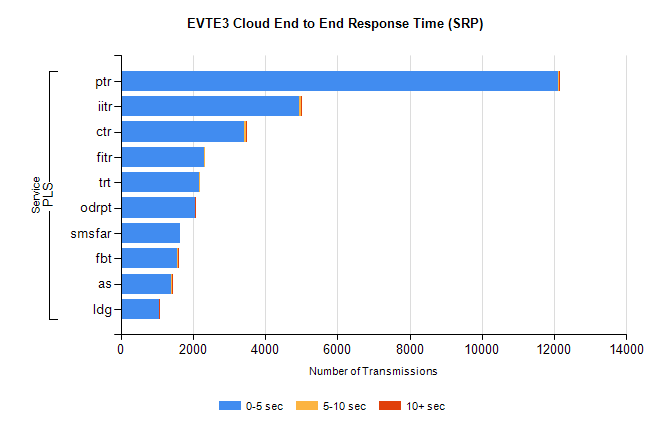 EVTE3 Cloud End to End Response Time (SRP)
Service
PLS
ptr
iitr
ctr
fitr
trt
odrpt
smsfar
fbt
as
ldg
0 2000 4000 6000 8000 10000 12000 14000
Number of Transmissions
0-5 sec 5-10 sec 10+ sec